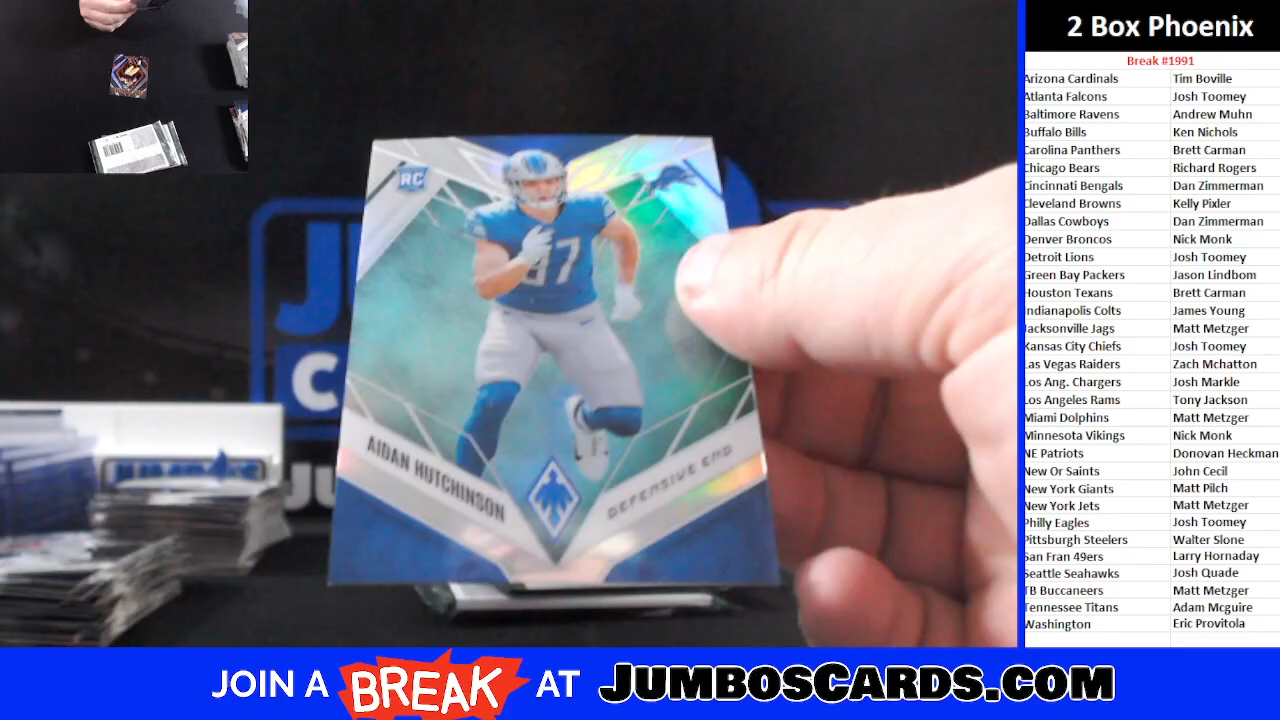 RC
97
AIDAN HUTCHINSON
DEFENSIVE END
2 Box Phoenix
Break #1991
Arizona Cardinals Tim Boville
Atlanta Falcons Josh Toomey
Baltimore Ravens Andrew Muhn
Buffalo Bills Ken Nichols
Carolina Panthers Brett Carman
Chicago Bears Richard Rogers
Cincinnati Bengals Dan Zimmerman
Cleveland Browns Kelly Pixler
Dallas Cowboys Dan Zimmerman
Denver Broncos Nick Monk
Detroit Lions Josh Toomey
Green Bay Packers Jason Lindbom
Houston Texans Brett Carman
Indianapolis Colts James Young
Jacksonville Jags Matt Metzger
Kansas City Chiefs Josh Toomey
Las Vegas Raiders Zach Mchatton
Los Ang. Chargers Josh Markle
Los Angeles Rams Tony Jackson
Miami Dolphins Matt Metzger
Minnesota Vikings Nick Monk
NE Patriots Donovan Heckman
New Or Saints John Cecil
New York Giants Matt Pilch
New York Jets Matt Metzger
Philly Eagles Josh Toomey
Pittsburgh Steelers Walter Slone
San Fran 49ers Larry Hornaday
Seattle Seahawks Josh Quade
TB Buccaneers Matt Metzger
Tennessee Titans Adam Mcguire
Washington Eric Provitola
JOIN A BREAK AT JUMBOSCARDS.COM